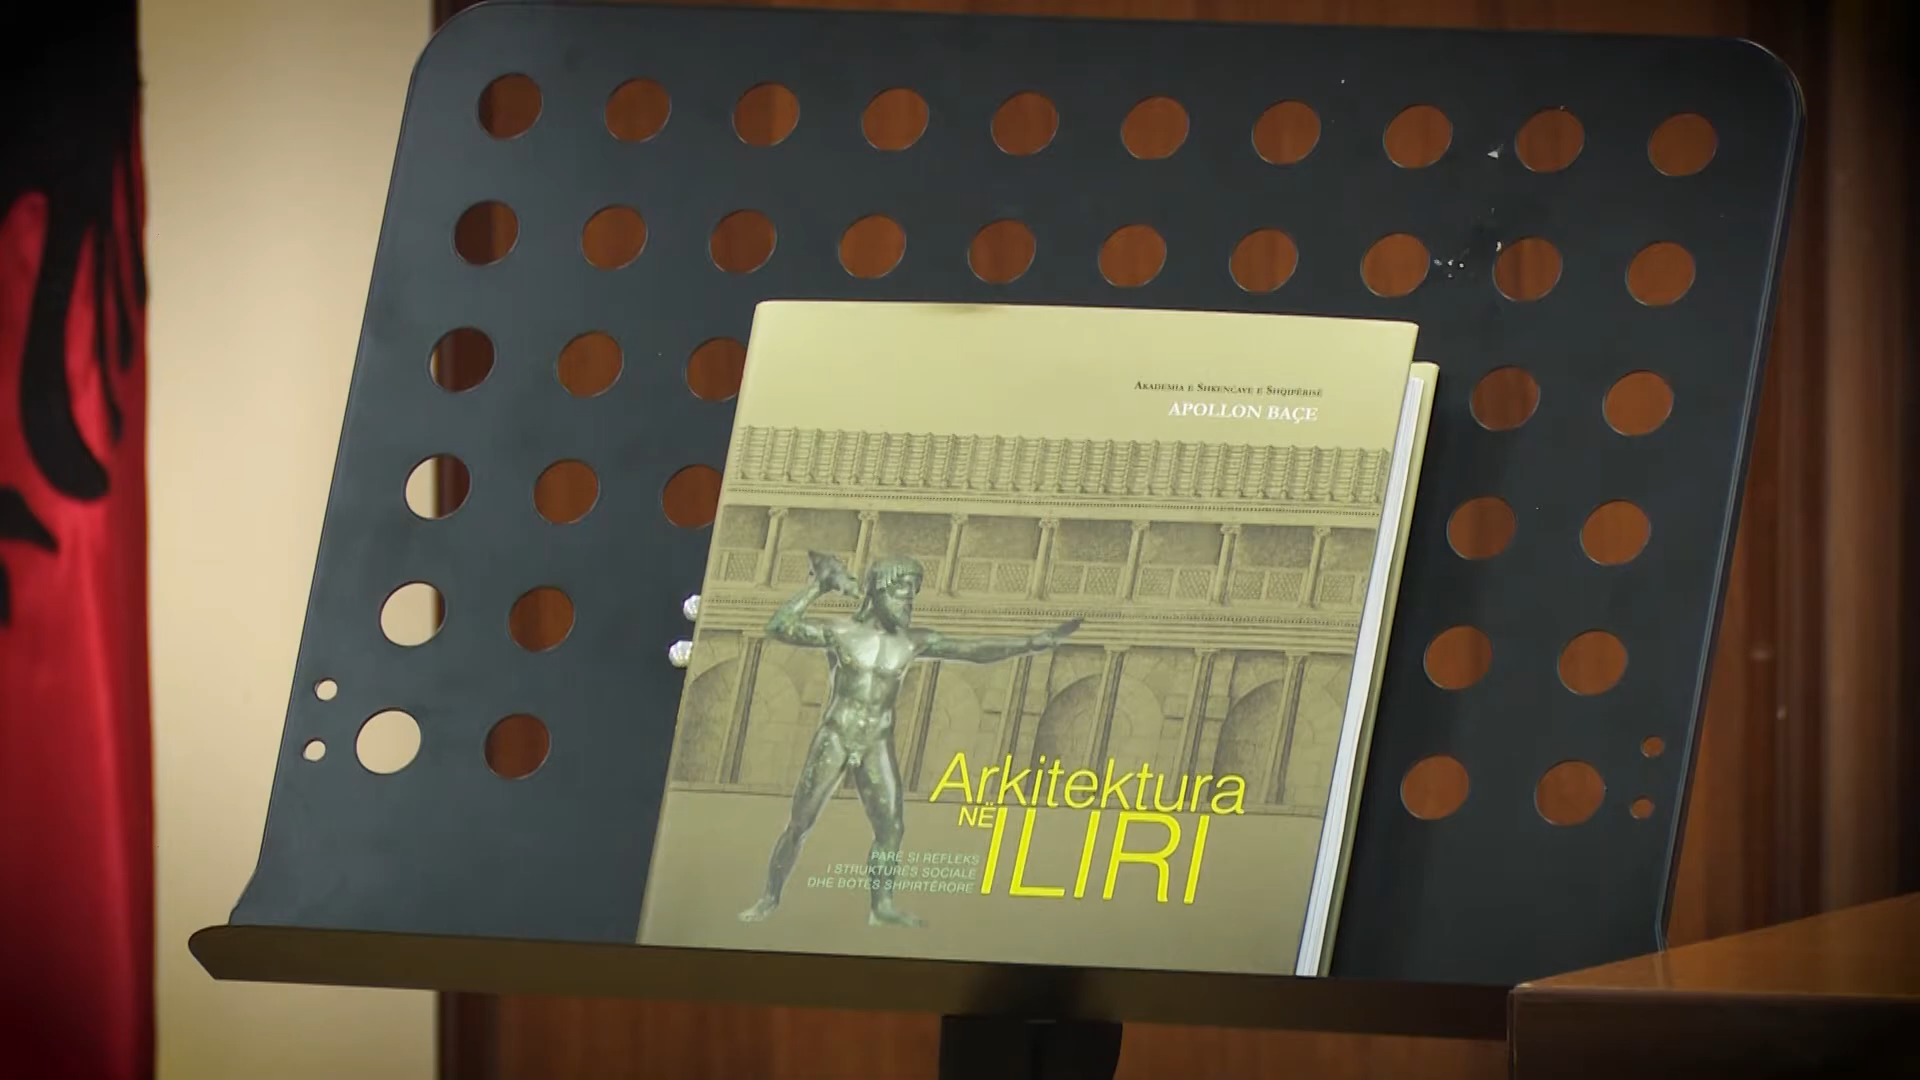 AKADEMIA E SHKENCAVE E SHQIPËRISË
APOLLON BAÇE
Arkitektura
NË
ILIRI
PARË SI REFLEKS
I STRUKTURËS SOCIALE
DHE BOTËS SHPIRTËRORE